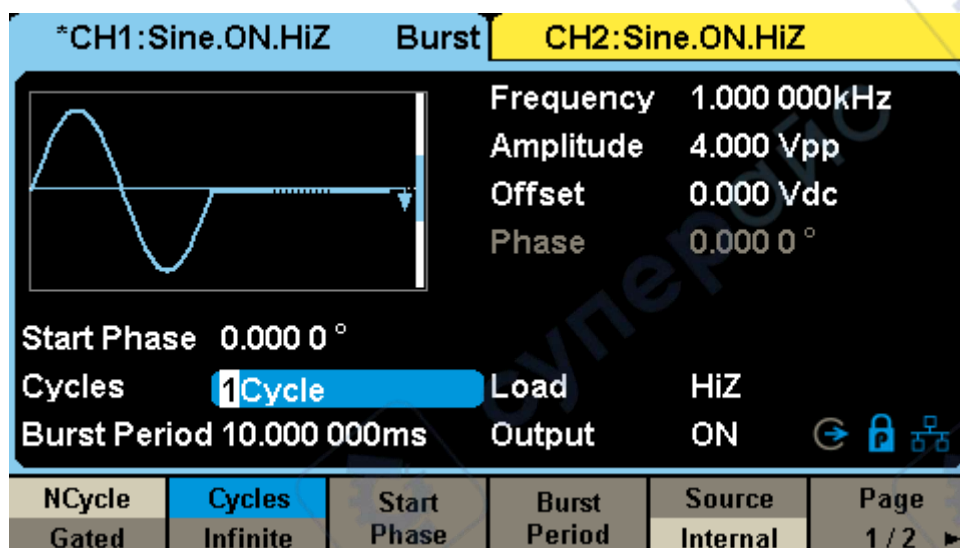 *CH1:Sine.ON.HiZ Burst CH2:Sine.ON.HiZ
Frequency 1.000 000kHz
Amplitude 4.000 Vpp
Offset 0.000 Vdc
Phase 0.000 0 °
Start Phase 0.000 0 °
Cycles 1Cycle Load HiZ
Burst Period 10.000 000ms Output ON
NCycle Cycles Start Burst Source Page
Gated Infinite Phase Period Internal 1/2 ►
суперайс